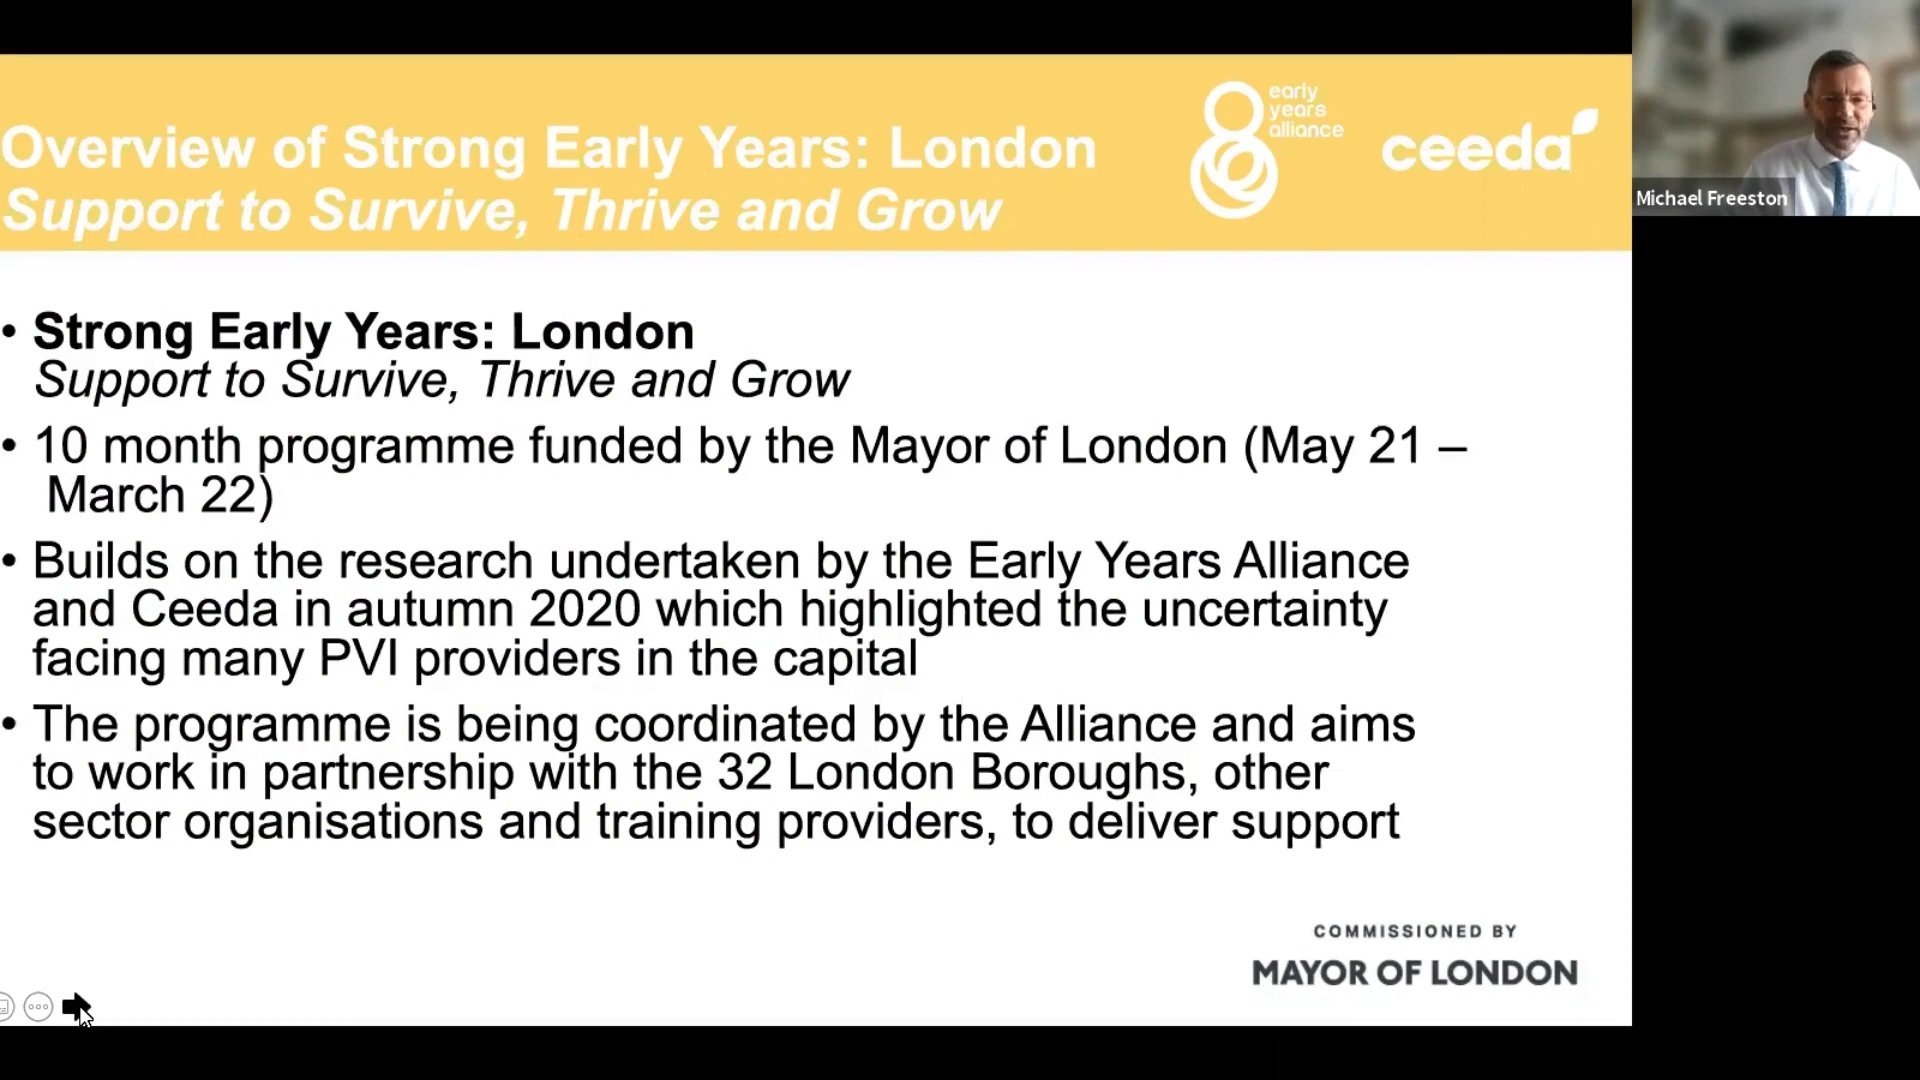 Overview of Strong Early Years: London
Support to Survive, Thrive and Grow
early
years
alliance
ceeda
Michael Freeston
• Strong Early Years: London
Support to Survive, Thrive and Grow
• 10 month programme funded by the Mayor of London (May 21 –
March 22)
• Builds on the research undertaken by the Early Years Alliance
and Ceeda in autumn 2020 which highlighted the uncertainty
facing many PVI providers in the capital
• The programme is being coordinated by the Alliance and aims
to work in partnership with the 32 London Boroughs, other
sector organisations and training providers, to deliver support
COMMISSIONED BY
MAYOR OF LONDON